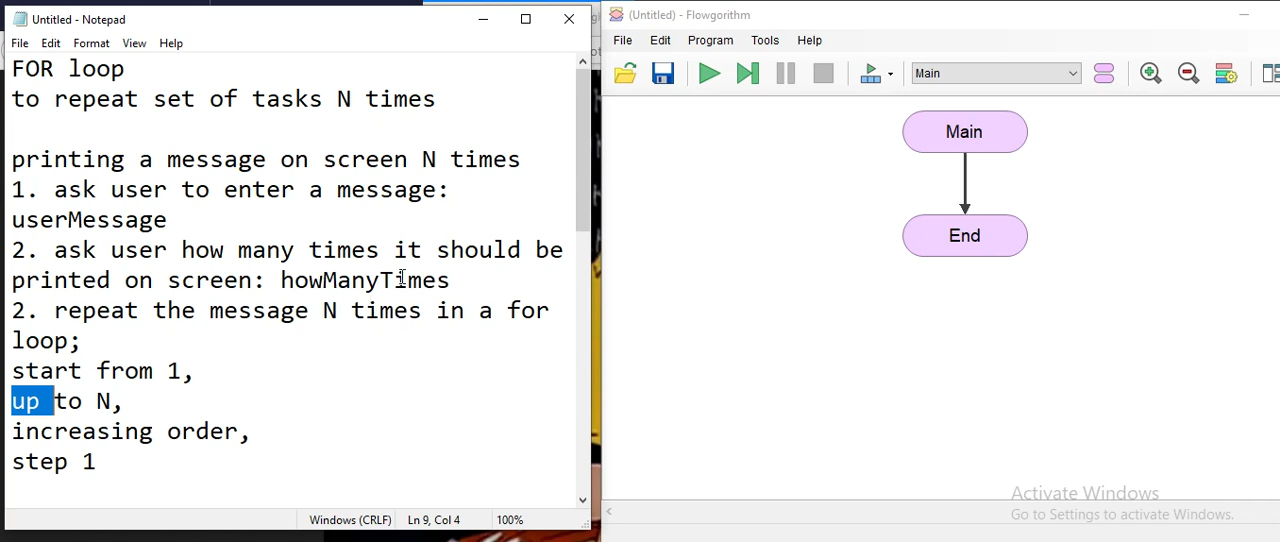 Untitled - Notepad
File Edit Format View Help
FOR loop
to repeat set of tasks N times
printing a message on screen N times
1. ask user to enter a message:
userMessage
2. ask user how many times it should be
printed on screen: howManyTimes
2. repeat the message N times in a for
loop;
start from 1,
up to N,
increasing order,
step 1
Windows (CRLF) Ln 9, Col 4 100%
(Untitled) - Flowgorithm
File Edit Program Tools Help
Main
Main
End
Activate Windows
Go to Settings to activate Windows.